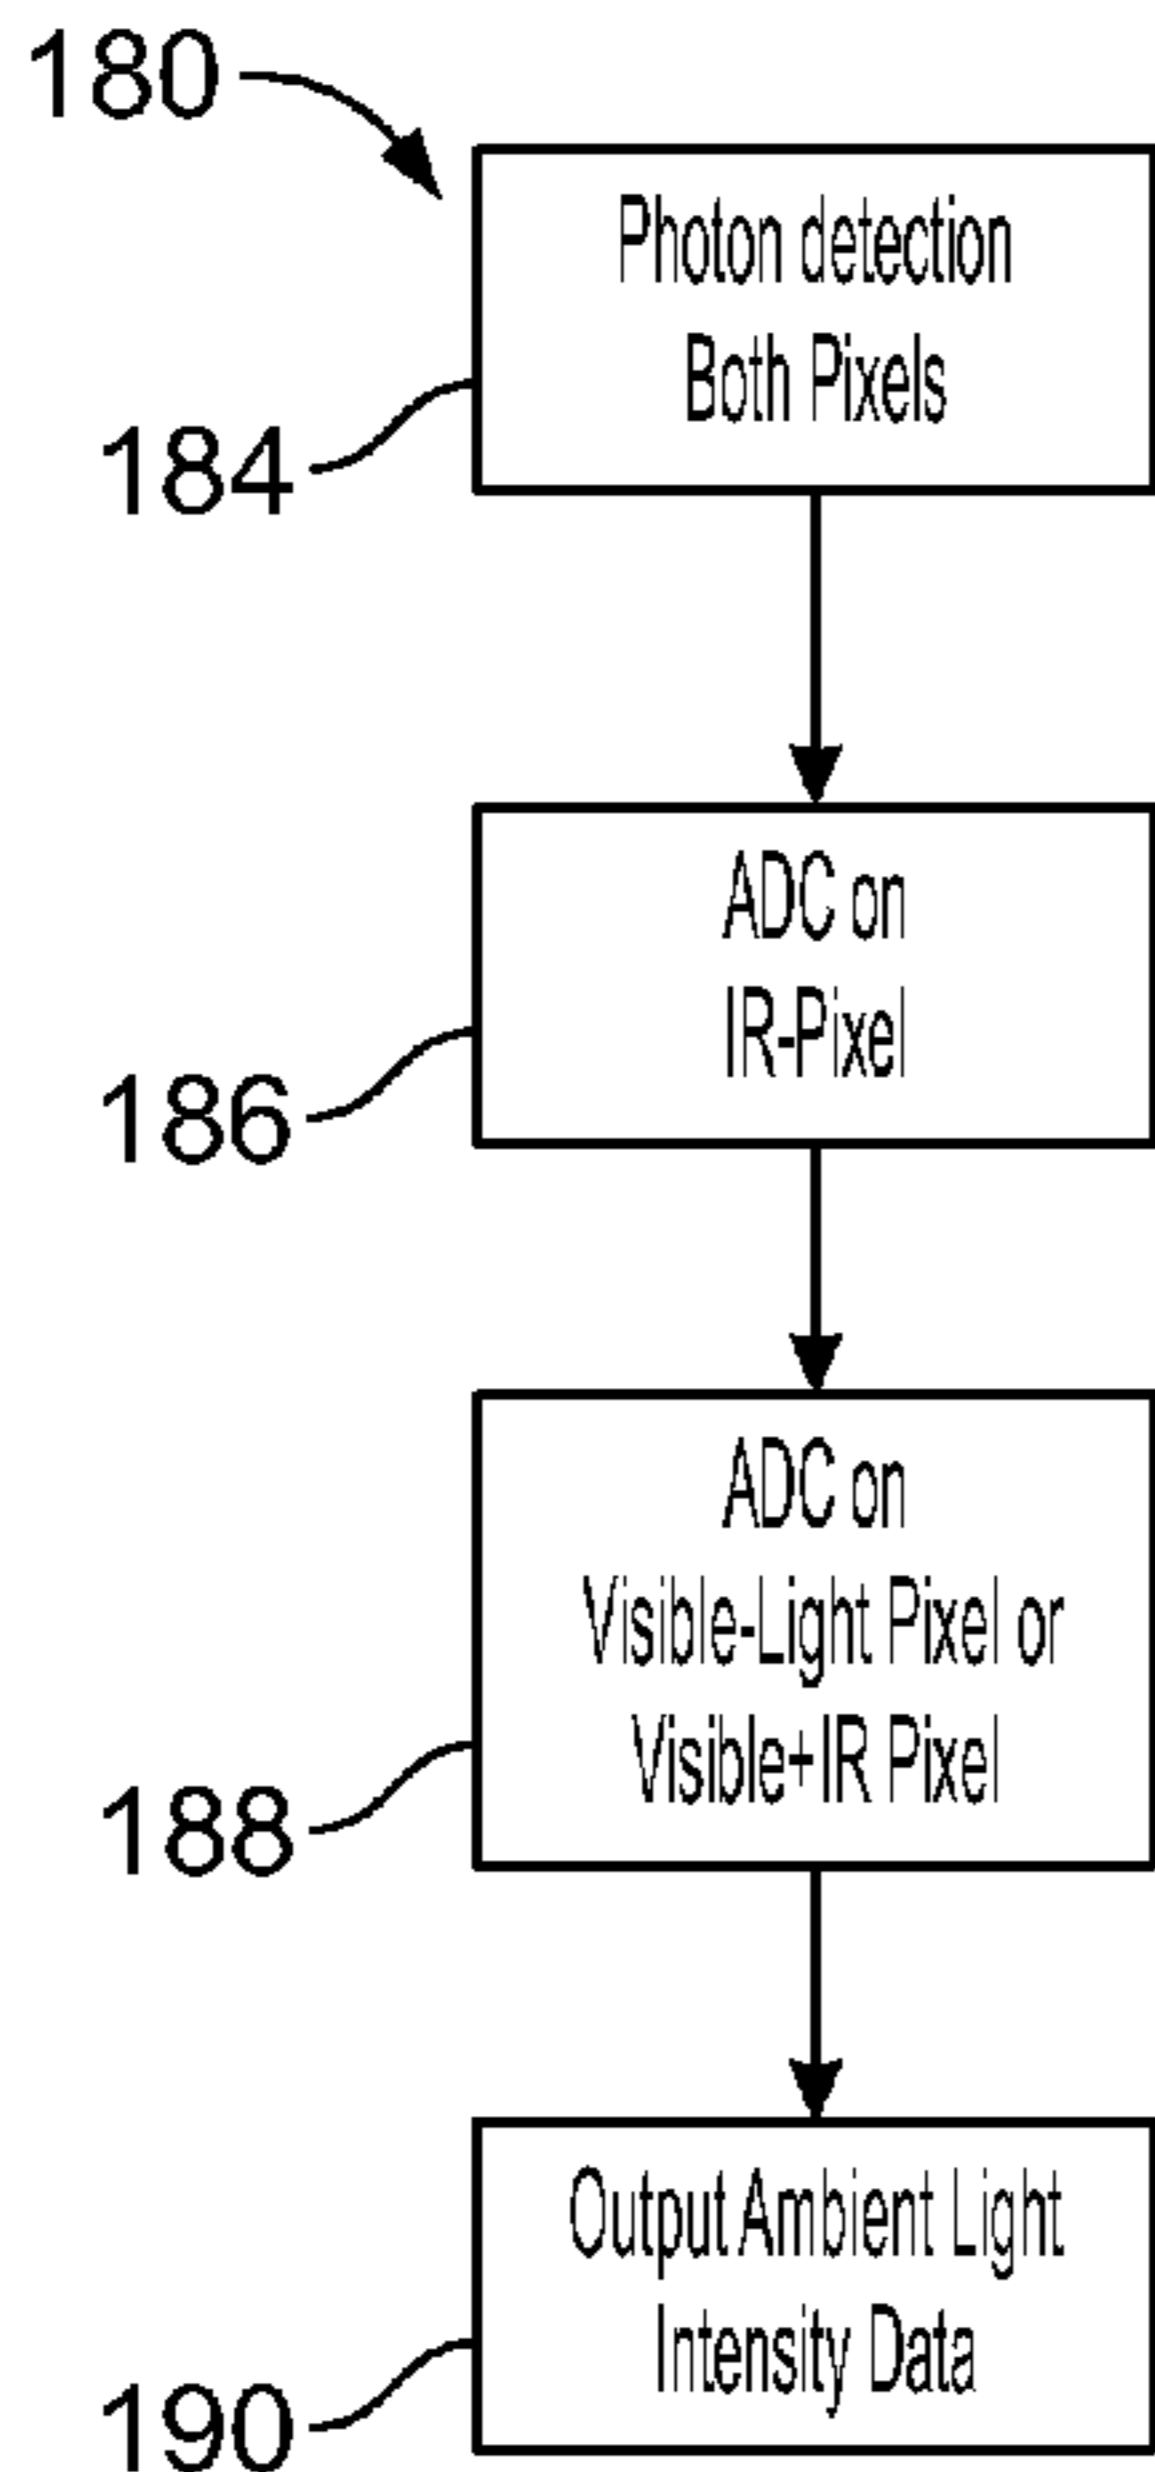 180
Photon detection
Both Pixels
184
ADC on
IR-Pixel
186
ADC on
Visible-Light Pixel or
Visible+IR Pixel
188
Output Ambient Light
Intensity Data
190